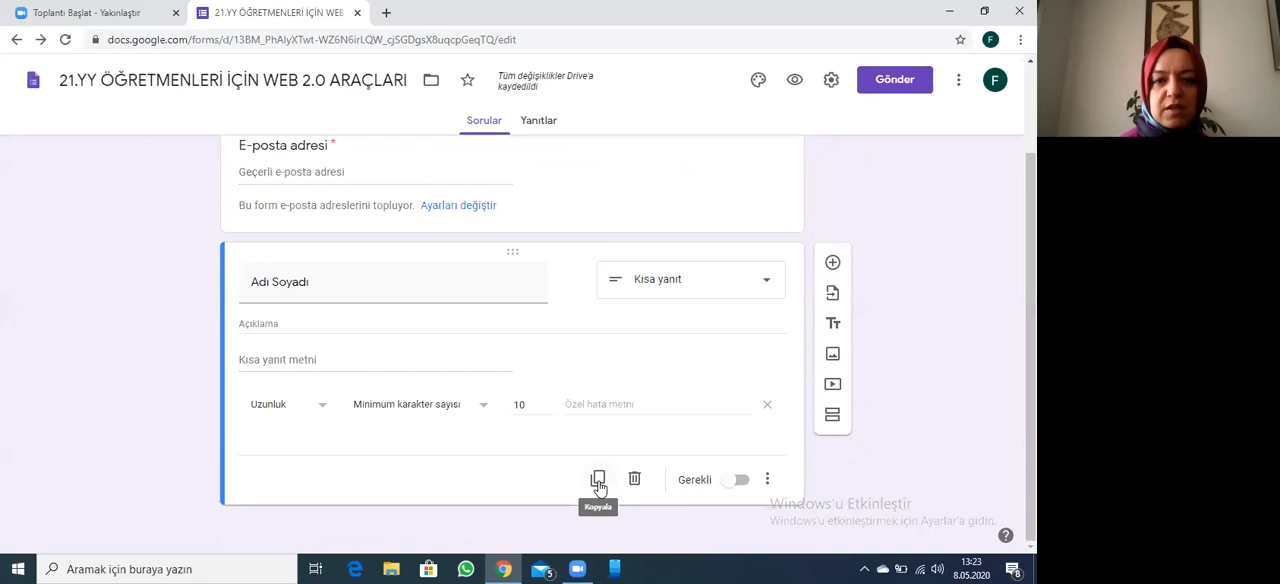 Toplantı Başlat - Yakınlaştır
21.YY ÖĞRETMENLERİ İÇİN WEB
docs.google.com/forms/d/13BM_PhAlyXTwt-WZ6N6irLQW_cjSGDgsX8uqcpGeqTQ/edit
F
21.YY ÖĞRETMENLERİ İÇİN WEB 2.0 ARAÇLARI
Tüm değişiklikler Drive'a
kaydedildi
Gönder
F
Sorular
Yanıtlar
E-posta adresi *
Geçerli e-posta adresi
Bu form e-posta adreslerini topluyor. Ayarları değiştir
Adı Soyadı
Kısa yanıt
Açıklama
Kısa yanıt metni
Uzunluk
Minimum karakter sayısı
10
Özel hata metni
Gerekli
Kopyala
Windows'u Etkinleştir
Windows'u etkinleştirmek için Ayarlar'a gidin.
Aramak için buraya yazın
5
13:23
8.05.2020
8